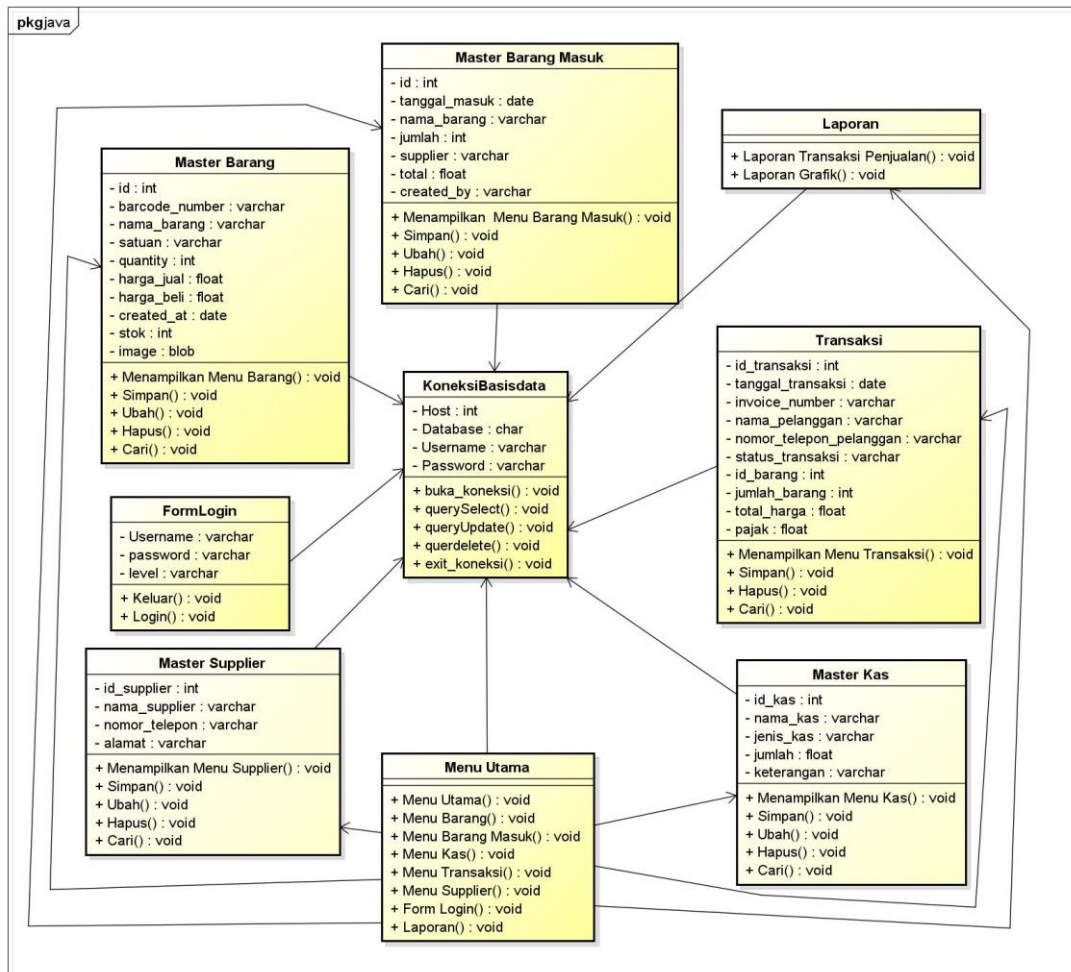 pkg java
Master Barang Masuk
- id : int
- tanggal_masuk : date
- nama_barang : varchar
- jumlah : int
- supplier : varchar
- total : float
- created_by : varchar
+ Menampilkan Menu Barang Masuk() : void
+ Simpan() : void
+ Ubah() : void
+ Hapus() : void
+ Cari() : void
Laporan
+ Laporan Transaksi Penjualan() : void
+ Laporan Grafik() : void
Master Barang
- id : int
- barcode_number : varchar
- nama_barang : varchar
- satuan : varchar
- quantity : int
- harga_jual : float
- harga_beli : float
- created_at : date
- stok : int
- image : blob
+ Menampilkan Menu Barang() : void
+ Simpan() : void
+ Ubah() : void
+ Hapus() : void
+ Cari() : void
KoneksiBasisdata
- Host : int
- Database : char
- Username : varchar
- Password : varchar
+ buka_koneksi() : void
+ querySelect() : void
+ queryUpdate() : void
+ querdelete() : void
+ exit_koneksi() : void
Transaksi
- id_transaksi : int
- tanggal_transaksi : date
- invoice_number : varchar
- nama_pelanggan : varchar
- nomor_telepon_pelanggan : varchar
- status_transaksi : varchar
- id_barang : int
- jumlah_barang : int
- total_harga : float
- pajak : float
+ Menampilkan Menu Transaksi() : void
+ Simpan() : void
+ Hapus() : void
+ Cari() : void
FormLogin
- Username : varchar
- password : varchar
- level : varchar
+ Keluar() : void
+ Login() : void
Master Supplier
- id_supplier : int
- nama_supplier : varchar
- nomor_telepon : varchar
- alamat : varchar
+ Menampilkan Menu Supplier() : void
+ Simpan() : void
+ Ubah() : void
+ Hapus() : void
+ Cari() : void
Master Kas
- id_kas : int
- nama_kas : varchar
- jenis_kas : varchar
- jumlah : float
- keterangan : varchar
+ Menampilkan Menu Kas() : void
+ Simpan() : void
+ Ubah() : void
+ Hapus() : void
+ Cari() : void
Menu Utama
+ Menu Utama() : void
+ Menu Barang() : void
+ Menu Barang Masuk() : void
+ Menu Kas() : void
+ Menu Transaksi() : void
+ Menu Supplier() : void
+ Form Login() : void
+ Laporan() : void